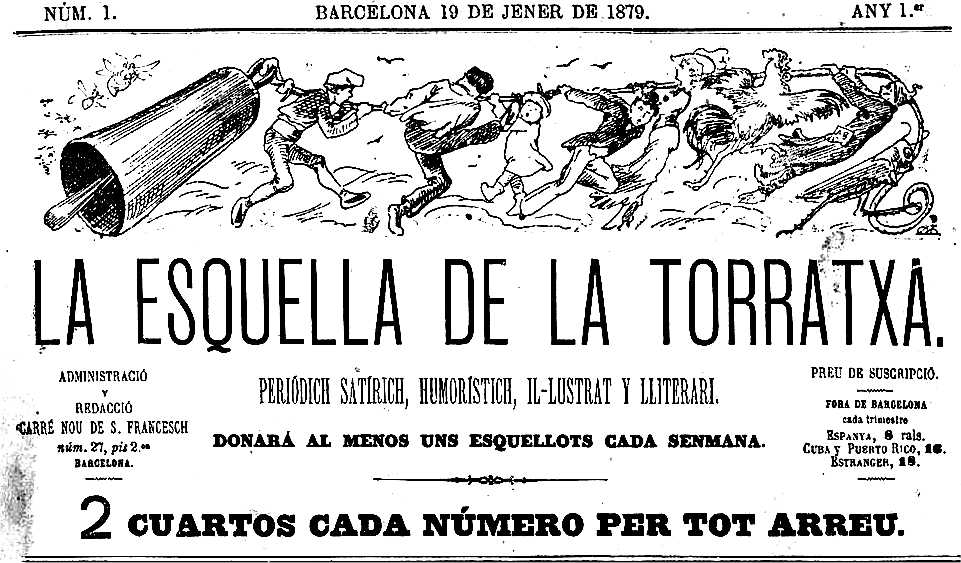 NÚM. 1.
BARCELONA 19 DE JENER DE 1879.
ANY 1.er
LA ESQUELLA DE LA TORRATXA.
ADMINISTRACIÓ
Y
REDACCIÓ
CARRÉ NOU DE S. FRANCESCH
núm. 27, pis 2.on
BARCELONA.
PERIÓDICH SATÍRICH, HUMORÍSTICH, IL-LUSTRAT Y LLITERARI.
DONARÁ AL MENOS UNS ESQUELLOTS CADA SENMANA.
PREU DE SUSCRIPCIÓ.
FORA DE BARCELONA
cada trimestre
ESPANYA, 8 rals.
CUBA Y PUERTO RICO, 16.
ESTRANGER, 18.
2 CUARTOS CADA NÚMERO PER TOT ARREU.